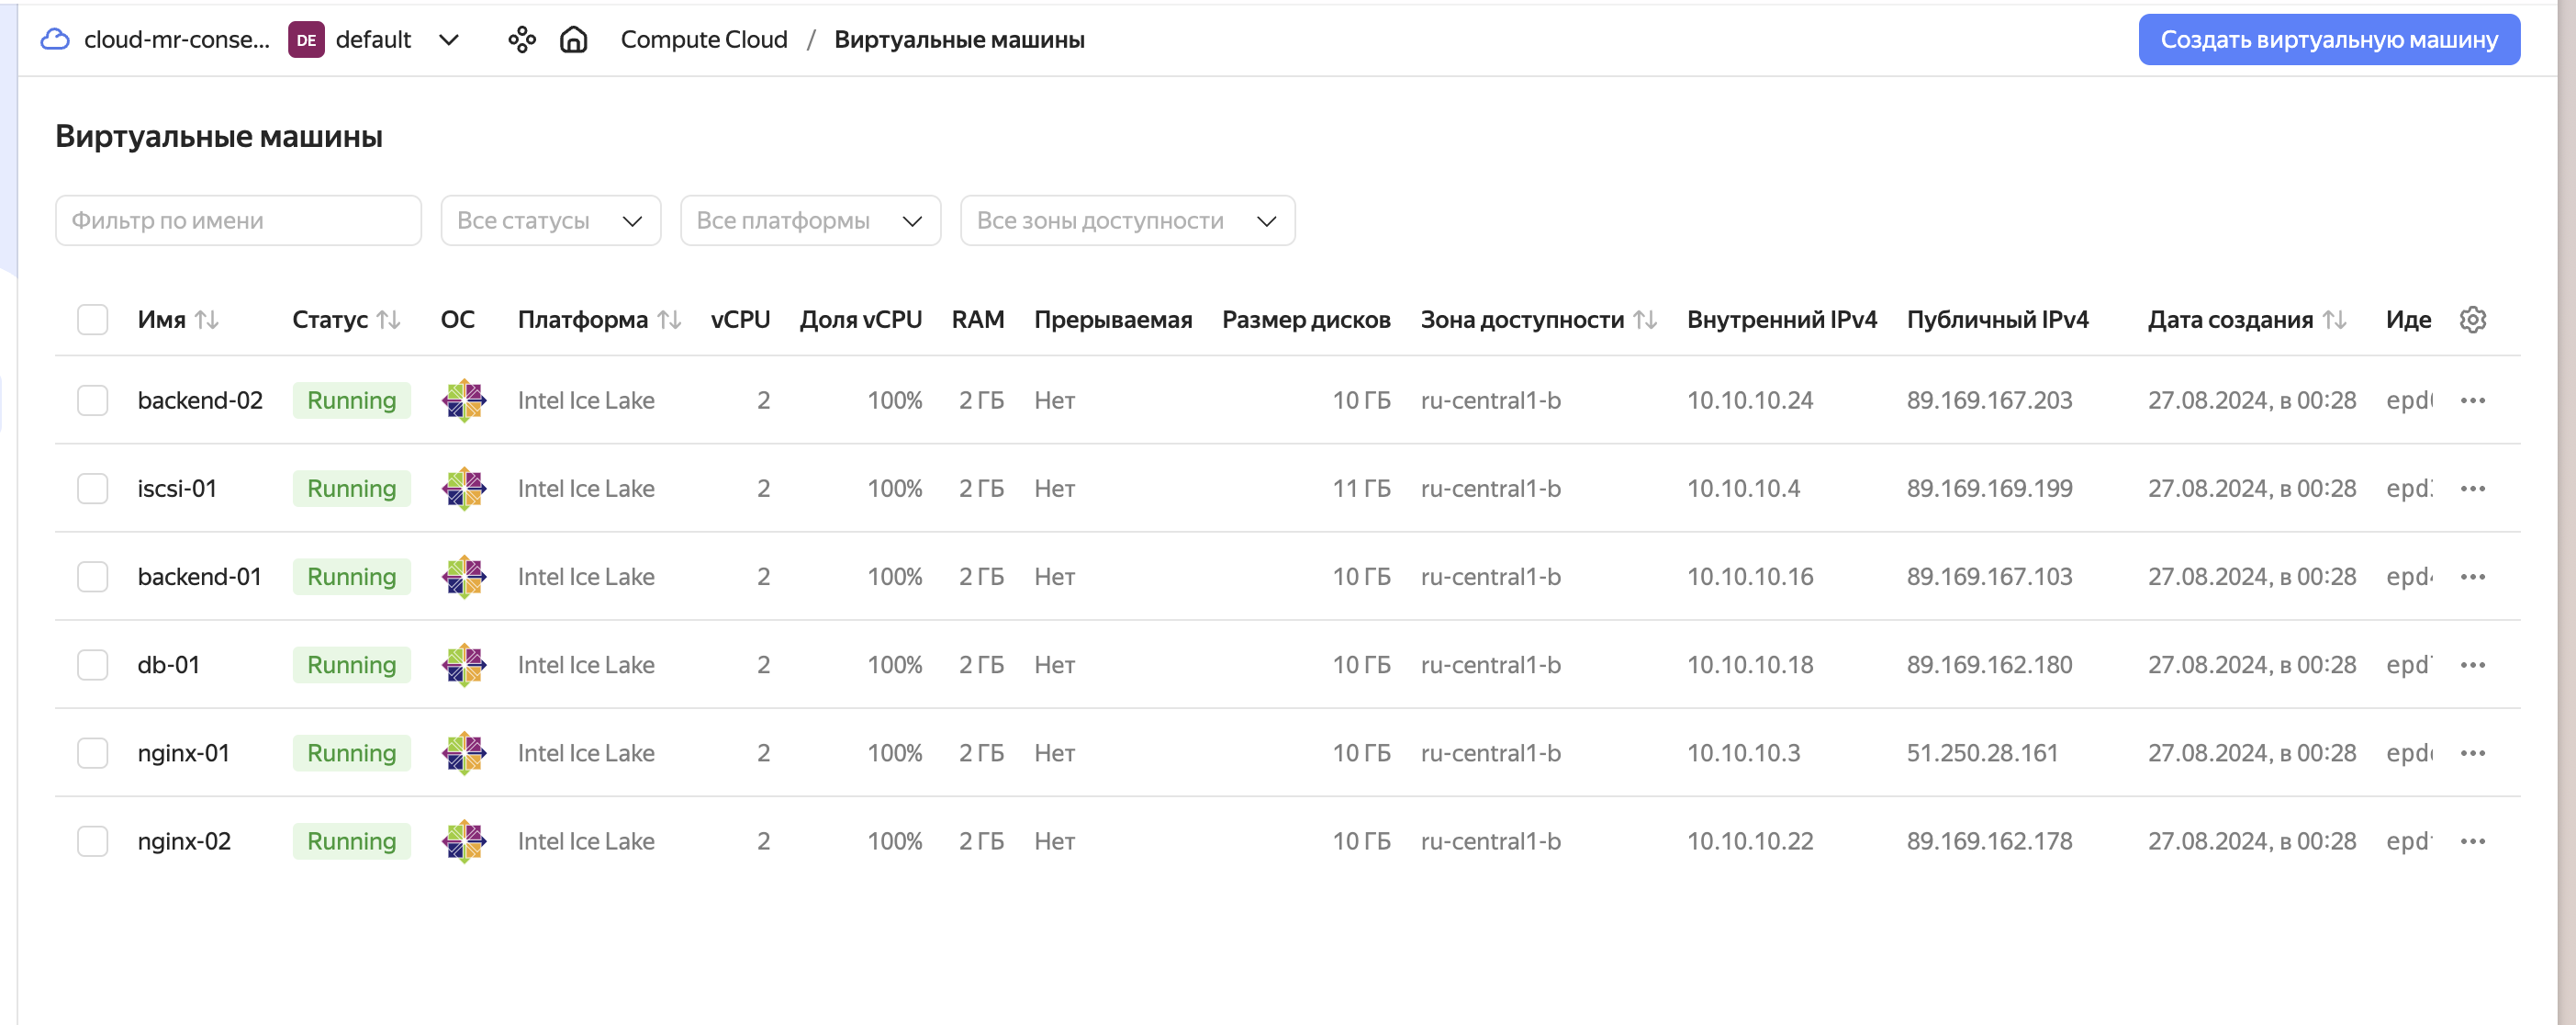 cloud-mr-conse... DE default Compute Cloud / Виртуальные машины Создать виртуальную машину
Виртуальные машины
Фильтр по имени Все статусы Все платформы Все зоны доступности
Имя Статус ОС Платформа vCPU Доля vCPU RAM Прерываемая Размер дисков Зона доступности Внутренний IPv4 Публичный IPv4 Дата создания Иде
backend-02 Running Intel Ice Lake 2 100% 2 ГБ Нет 10 ГБ ru-central1-b 10.10.10.24 89.169.167.203 27.08.2024, в 00:28 epd
iscsi-01 Running Intel Ice Lake 2 100% 2 ГБ Нет 11 ГБ ru-central1-b 10.10.10.4 89.169.169.199 27.08.2024, в 00:28 epd
backend-01 Running Intel Ice Lake 2 100% 2 ГБ Нет 10 ГБ ru-central1-b 10.10.10.16 89.169.167.103 27.08.2024, в 00:28 epd
db-01 Running Intel Ice Lake 2 100% 2 ГБ Нет 10 ГБ ru-central1-b 10.10.10.18 89.169.162.180 27.08.2024, в 00:28 epd
nginx-01 Running Intel Ice Lake 2 100% 2 ГБ Нет 10 ГБ ru-central1-b 10.10.10.3 51.250.28.161 27.08.2024, в 00:28 epd
nginx-02 Running Intel Ice Lake 2 100% 2 ГБ Нет 10 ГБ ru-central1-b 10.10.10.22 89.169.162.178 27.08.2024, в 00:28 epd